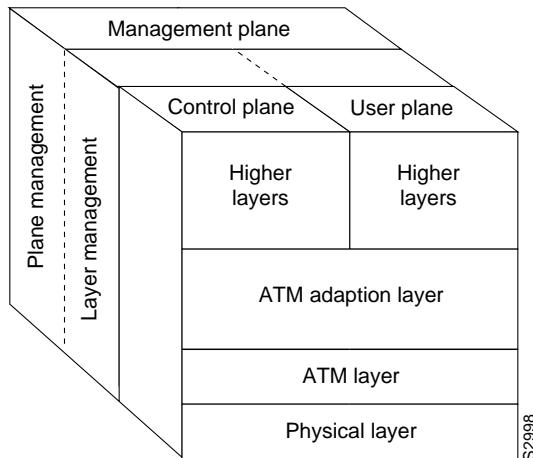 Management plane
Control plane
User plane
Plane management
Layer management
Higher
layers
Higher
layers
ATM adaption layer
ATM layer
Physical layer
S2998